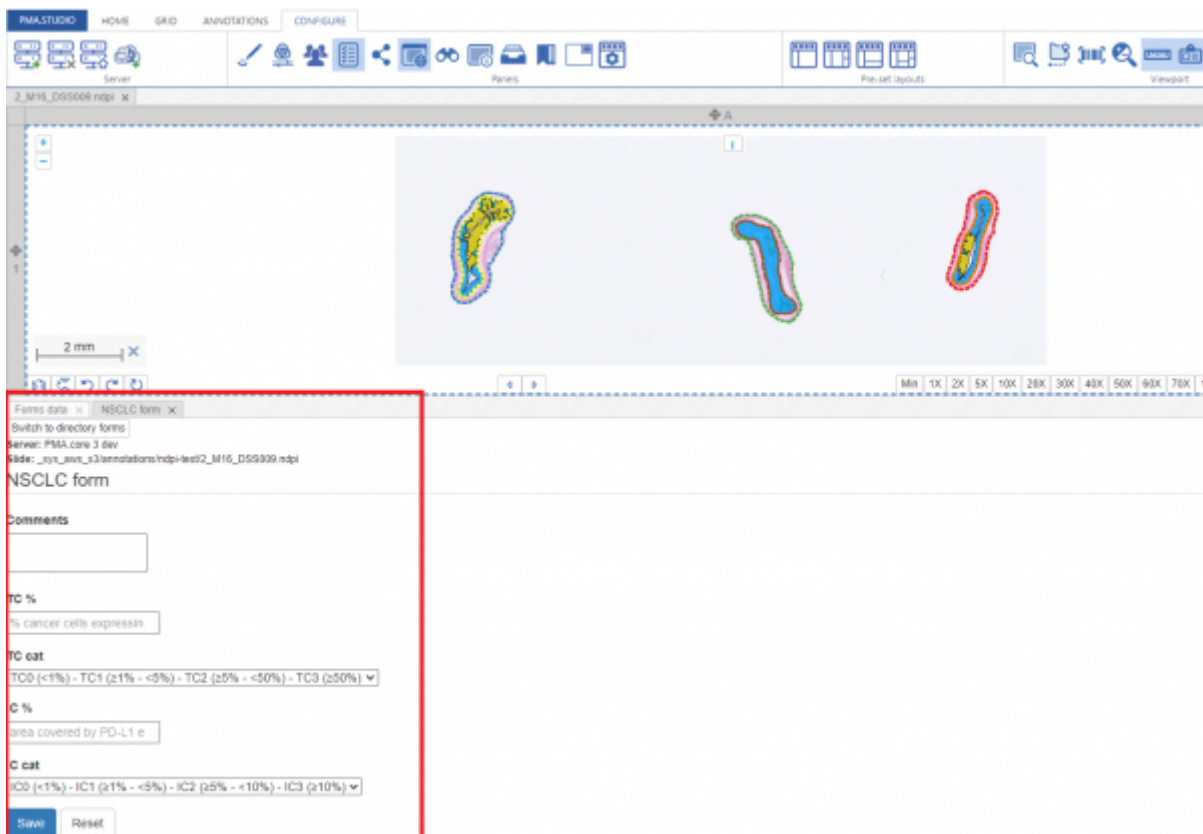 PMA.STUDIO HOME GRID ANNOTATIONS CONFIGURE
Server Panels Pre-set layouts Viewport
2_M16_DSS009.ndpi x
A
1
2 mm
Min 1X 2X 5X 10X 20X 30X 40X 50X 60X 70X
Forms data x NSCLC form x
Switch to directory forms
Server: PMA.core 3 dev
Slide: _sys_aws_s3/annotations/ndpi-test/2_M16_DSS009.ndpi
NSCLC form
Comments
TC %
% cancer cells expressin
TC cat
TC0 (<1%) - TC1 (≥1% - <5%) - TC2 (≥5% - <50%) - TC3 (≥50%)
IC %
area covered by PD-L1 e
IC cat
IC0 (<1%) - IC1 (≥1% - <5%) - IC2 (≥5% - <10%) - IC3 (≥10%)
Save Reset